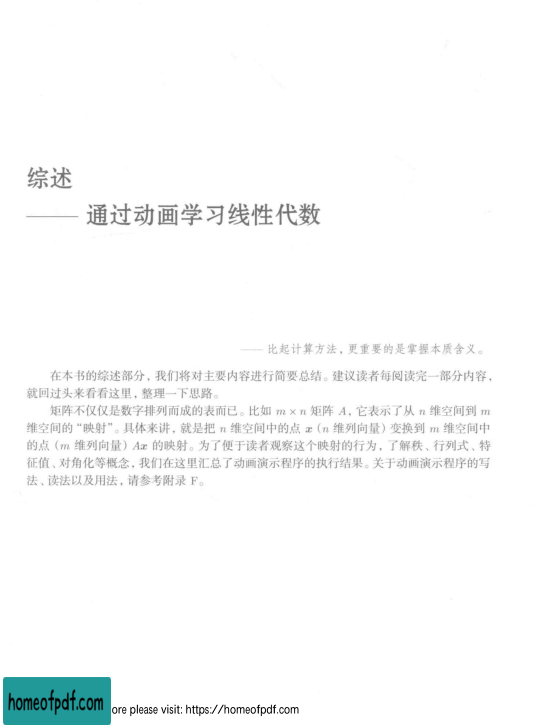 综述
—— 通过动画学习线性代数
—— 比起计算方法，更重要的是掌握本质含义。
在本书的综述部分，我们将对主要内容进行简要总结。建议读者每阅读完一部分内容，
就回过头来看看这里，整理一下思路。
矩阵不仅仅是数字排列而成的表而已。比如 m × n 矩阵 A，它表示了从 n 维空间到 m
维空间的“映射”。具体来讲，就是把 n 维空间中的点 x（n 维列向量）变换到 m 维空间中
的点（m 维列向量）Ax 的映射。为了便于读者观察这个映射的行为，了解秩、行列式、特
征值、对角化等概念，我们在这里汇总了动画演示程序的执行结果。关于动画演示程序的写
法、读法以及用法，请参考附录 F。
homeofpdf.com ore please visit: https://homeofpdf.com